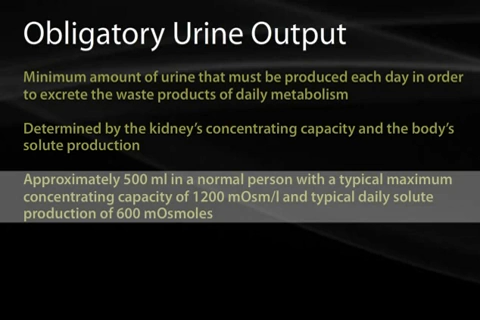 Obligatory Urine Output
Minimum amount of urine that must be produced each day in order
to excrete the waste products of daily metabolism
Determined by the kidney's concentrating capacity and the body's
solute production
Approximately 500 ml in a normal person with a typical maximum
concentrating capacity of 1200 mOsm/l and typical daily solute
production of 600 mOsmoles